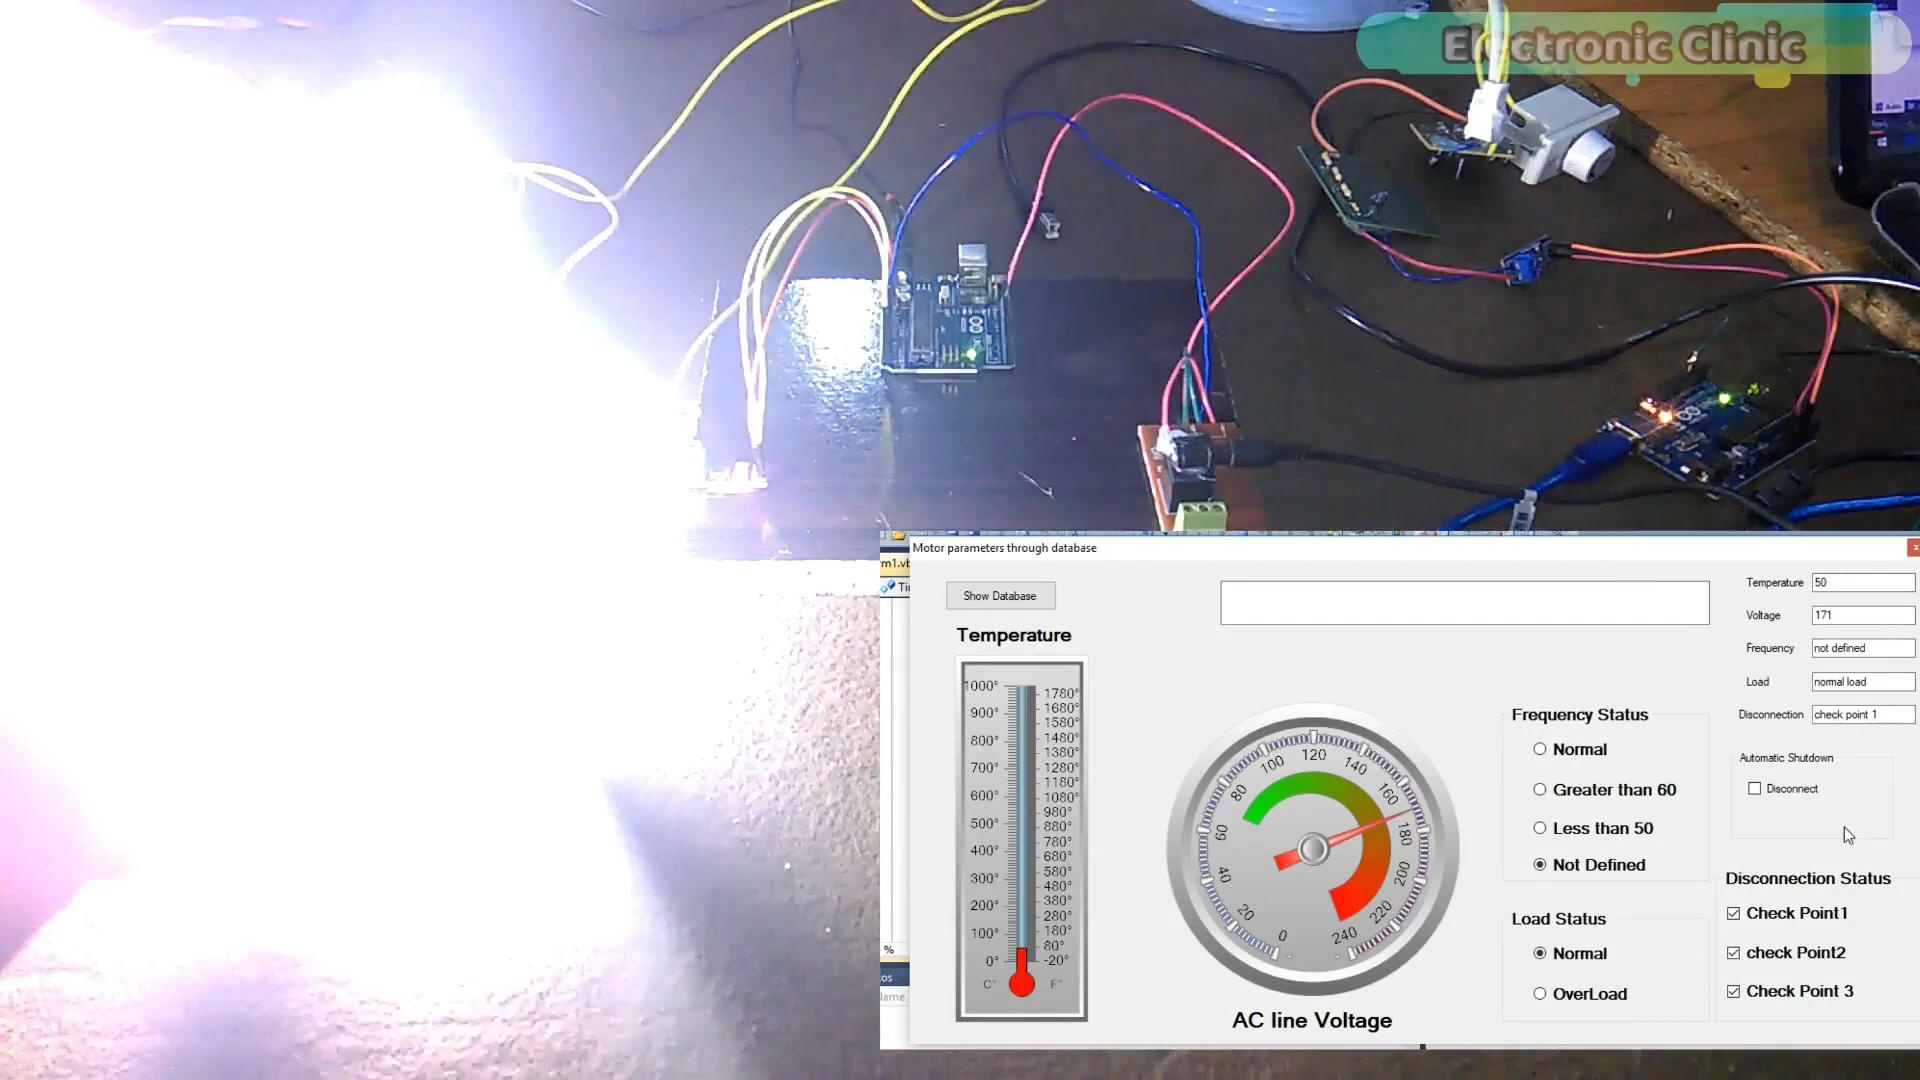 Electronic Clinic
Motor parameters through database
m1.vb
Show Database
Temperature 50
Voltage 171
Frequency not defined
Load normal load
Disconnection check point 1
Temperature
1000° 1780°
900° 1680°
800° 1580°
700° 1480°
600° 1380°
500° 1280°
400° 1180°
300° 1080°
200° 980°
100° 880°
0° 780°
680°
580°
480°
380°
280°
180°
80°
-20°
C° F°
0 20 40 60 80 100 120 140 160 180 200 220 240
AC line Voltage
Frequency Status
Normal
Greater than 60
Less than 50
Not Defined
Load Status
Normal
OverLoad
Automatic Shutdown
Disconnect
Disconnection Status
Check Point1
check Point2
Check Point 3
%